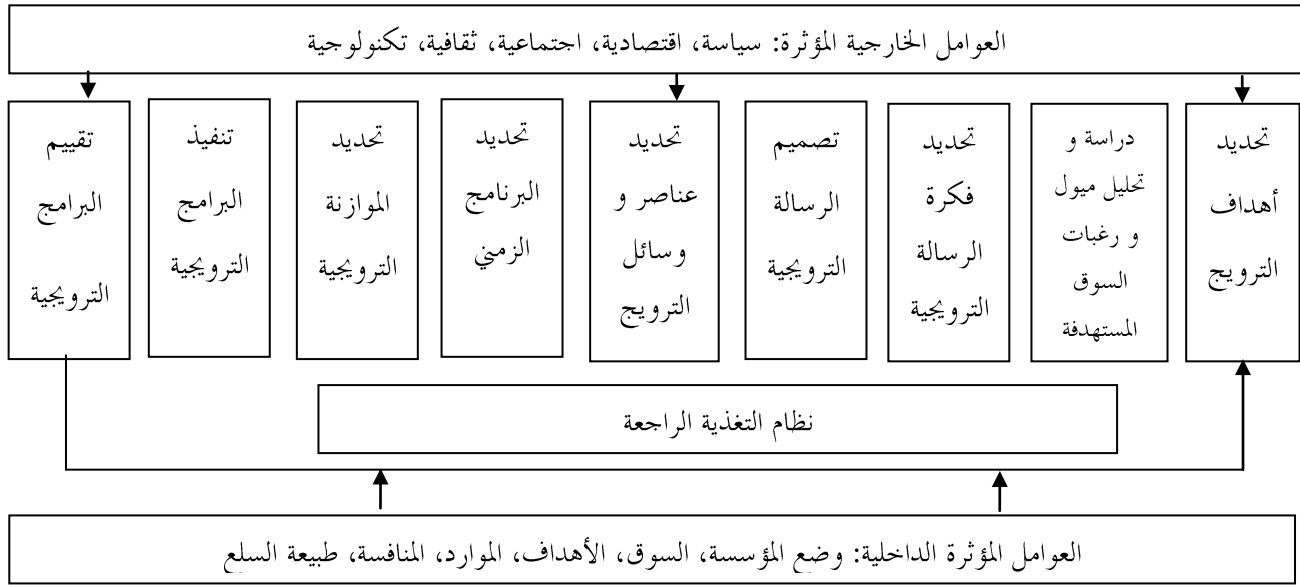 العوامل الخارجية المؤثرة: سياسة، اقتصادية، اجتماعية، ثقافية، تكنولوجية
تحديد
أهداف
الترويج
دراسة و
تحليل ميول
و رغبات
السوق
المستهدفة
تحديد
فكرة
الرسالة
الترويجية
تصميم
الرسالة
الترويجية
تحديد
عناصر و
وسائل
الترويج
تحديد
البرنامج
الزمني
تحديد
الموازنة
الترويجية
تنفيذ
البرامج
الترويجية
تقييم
البرامج
الترويجية
نظام التغذية الراجعة
العوامل المؤثرة الداخلية: وضع المؤسسة، السوق، الأهداف، الموارد، المنافسة، طبيعة السلع